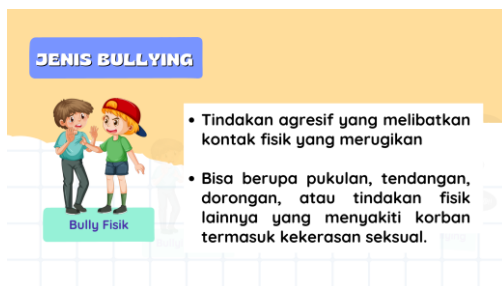 JENIS BULLYING
• Tindakan agresif yang melibatkan
kontak fisik yang merugikan
• Bisa berupa pukulan, tendangan,
dorongan, atau tindakan fisik
lainnya yang menyakiti korban
termasuk kekerasan seksual.
Bully Fisik